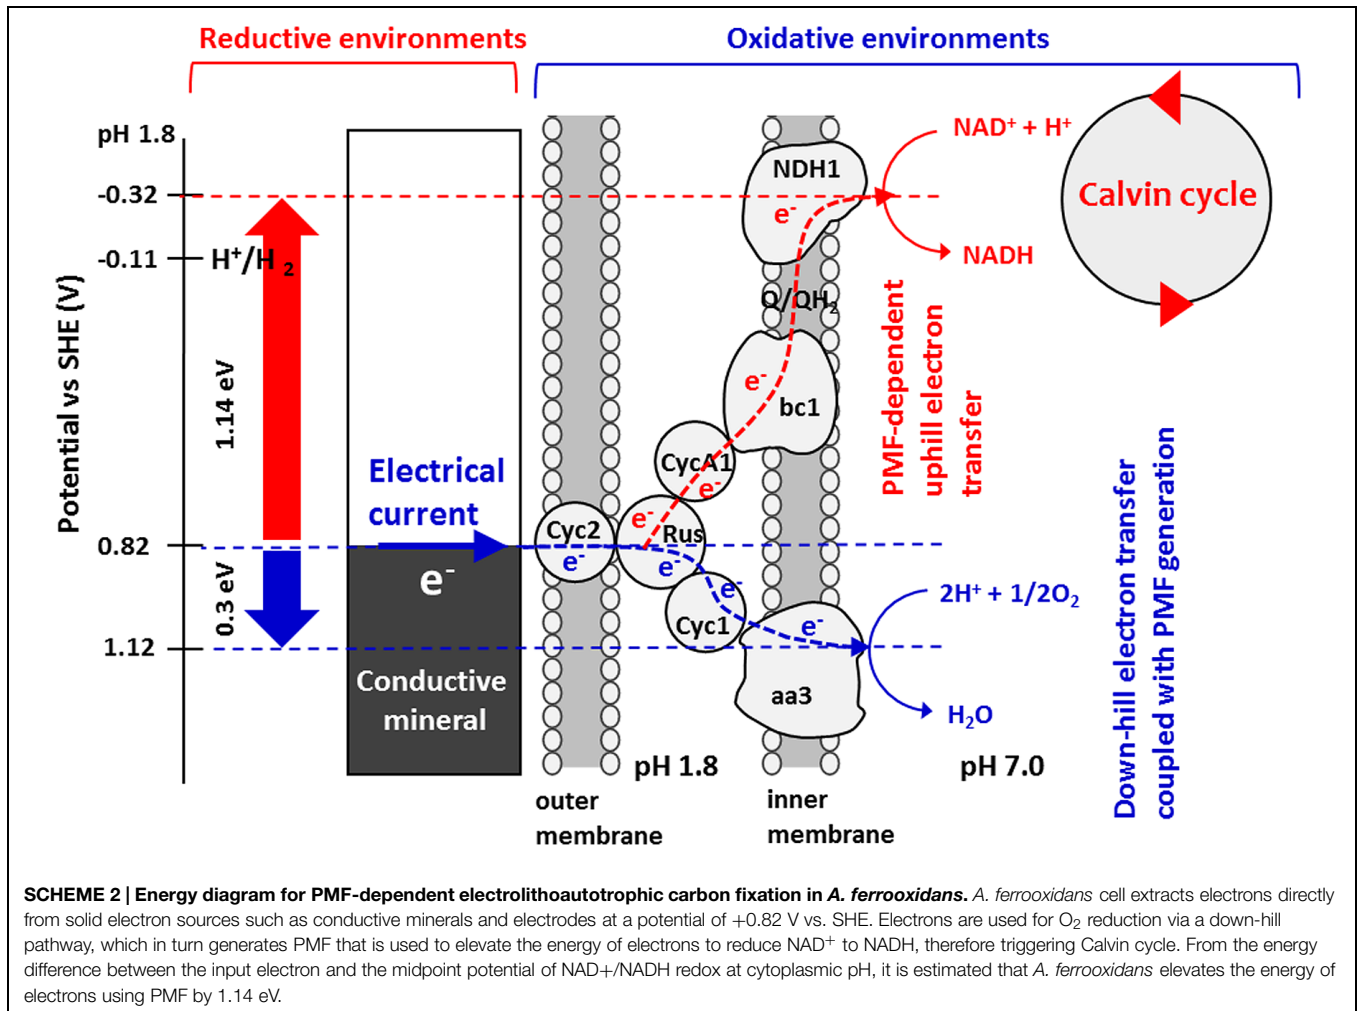 Reductive environments
Oxidative environments
pH 1.8
-0.32
-0.11
0.82
1.12
Potential vs SHE (V)
H⁺/H₂
1.14 eV
0.3 eV
Electrical
current
e⁻
Conductive
mineral
Cyc2
e⁻
e⁻
Rus
e⁻
CycA1
e⁻
Cyc1
e⁻
e⁻
bc1
Q/QH₂
NDH1
e⁻
e⁻
aa3
NAD⁺ + H⁺
NADH
Calvin cycle
PMF-dependent
uphill electron
transfer
2H⁺ + 1/2O₂
H₂O
Down-hill electron transfer
coupled with PMF generation
pH 1.8
pH 7.0
outer
membrane
inner
membrane
SCHEME 2 | Energy diagram for PMF-dependent electrolithoautotrophic carbon fixation in A. ferrooxidans. A. ferrooxidans cell extracts electrons directly
from solid electron sources such as conductive minerals and electrodes at a potential of +0.82 V vs. SHE. Electrons are used for O₂ reduction via a down-hill
pathway, which in turn generates PMF that is used to elevate the energy of electrons to reduce NAD⁺ to NADH, therefore triggering Calvin cycle. From the energy
difference between the input electron and the midpoint potential of NAD+/NADH redox at cytoplasmic pH, it is estimated that A. ferrooxidans elevates the energy of
electrons using PMF by 1.14 eV.